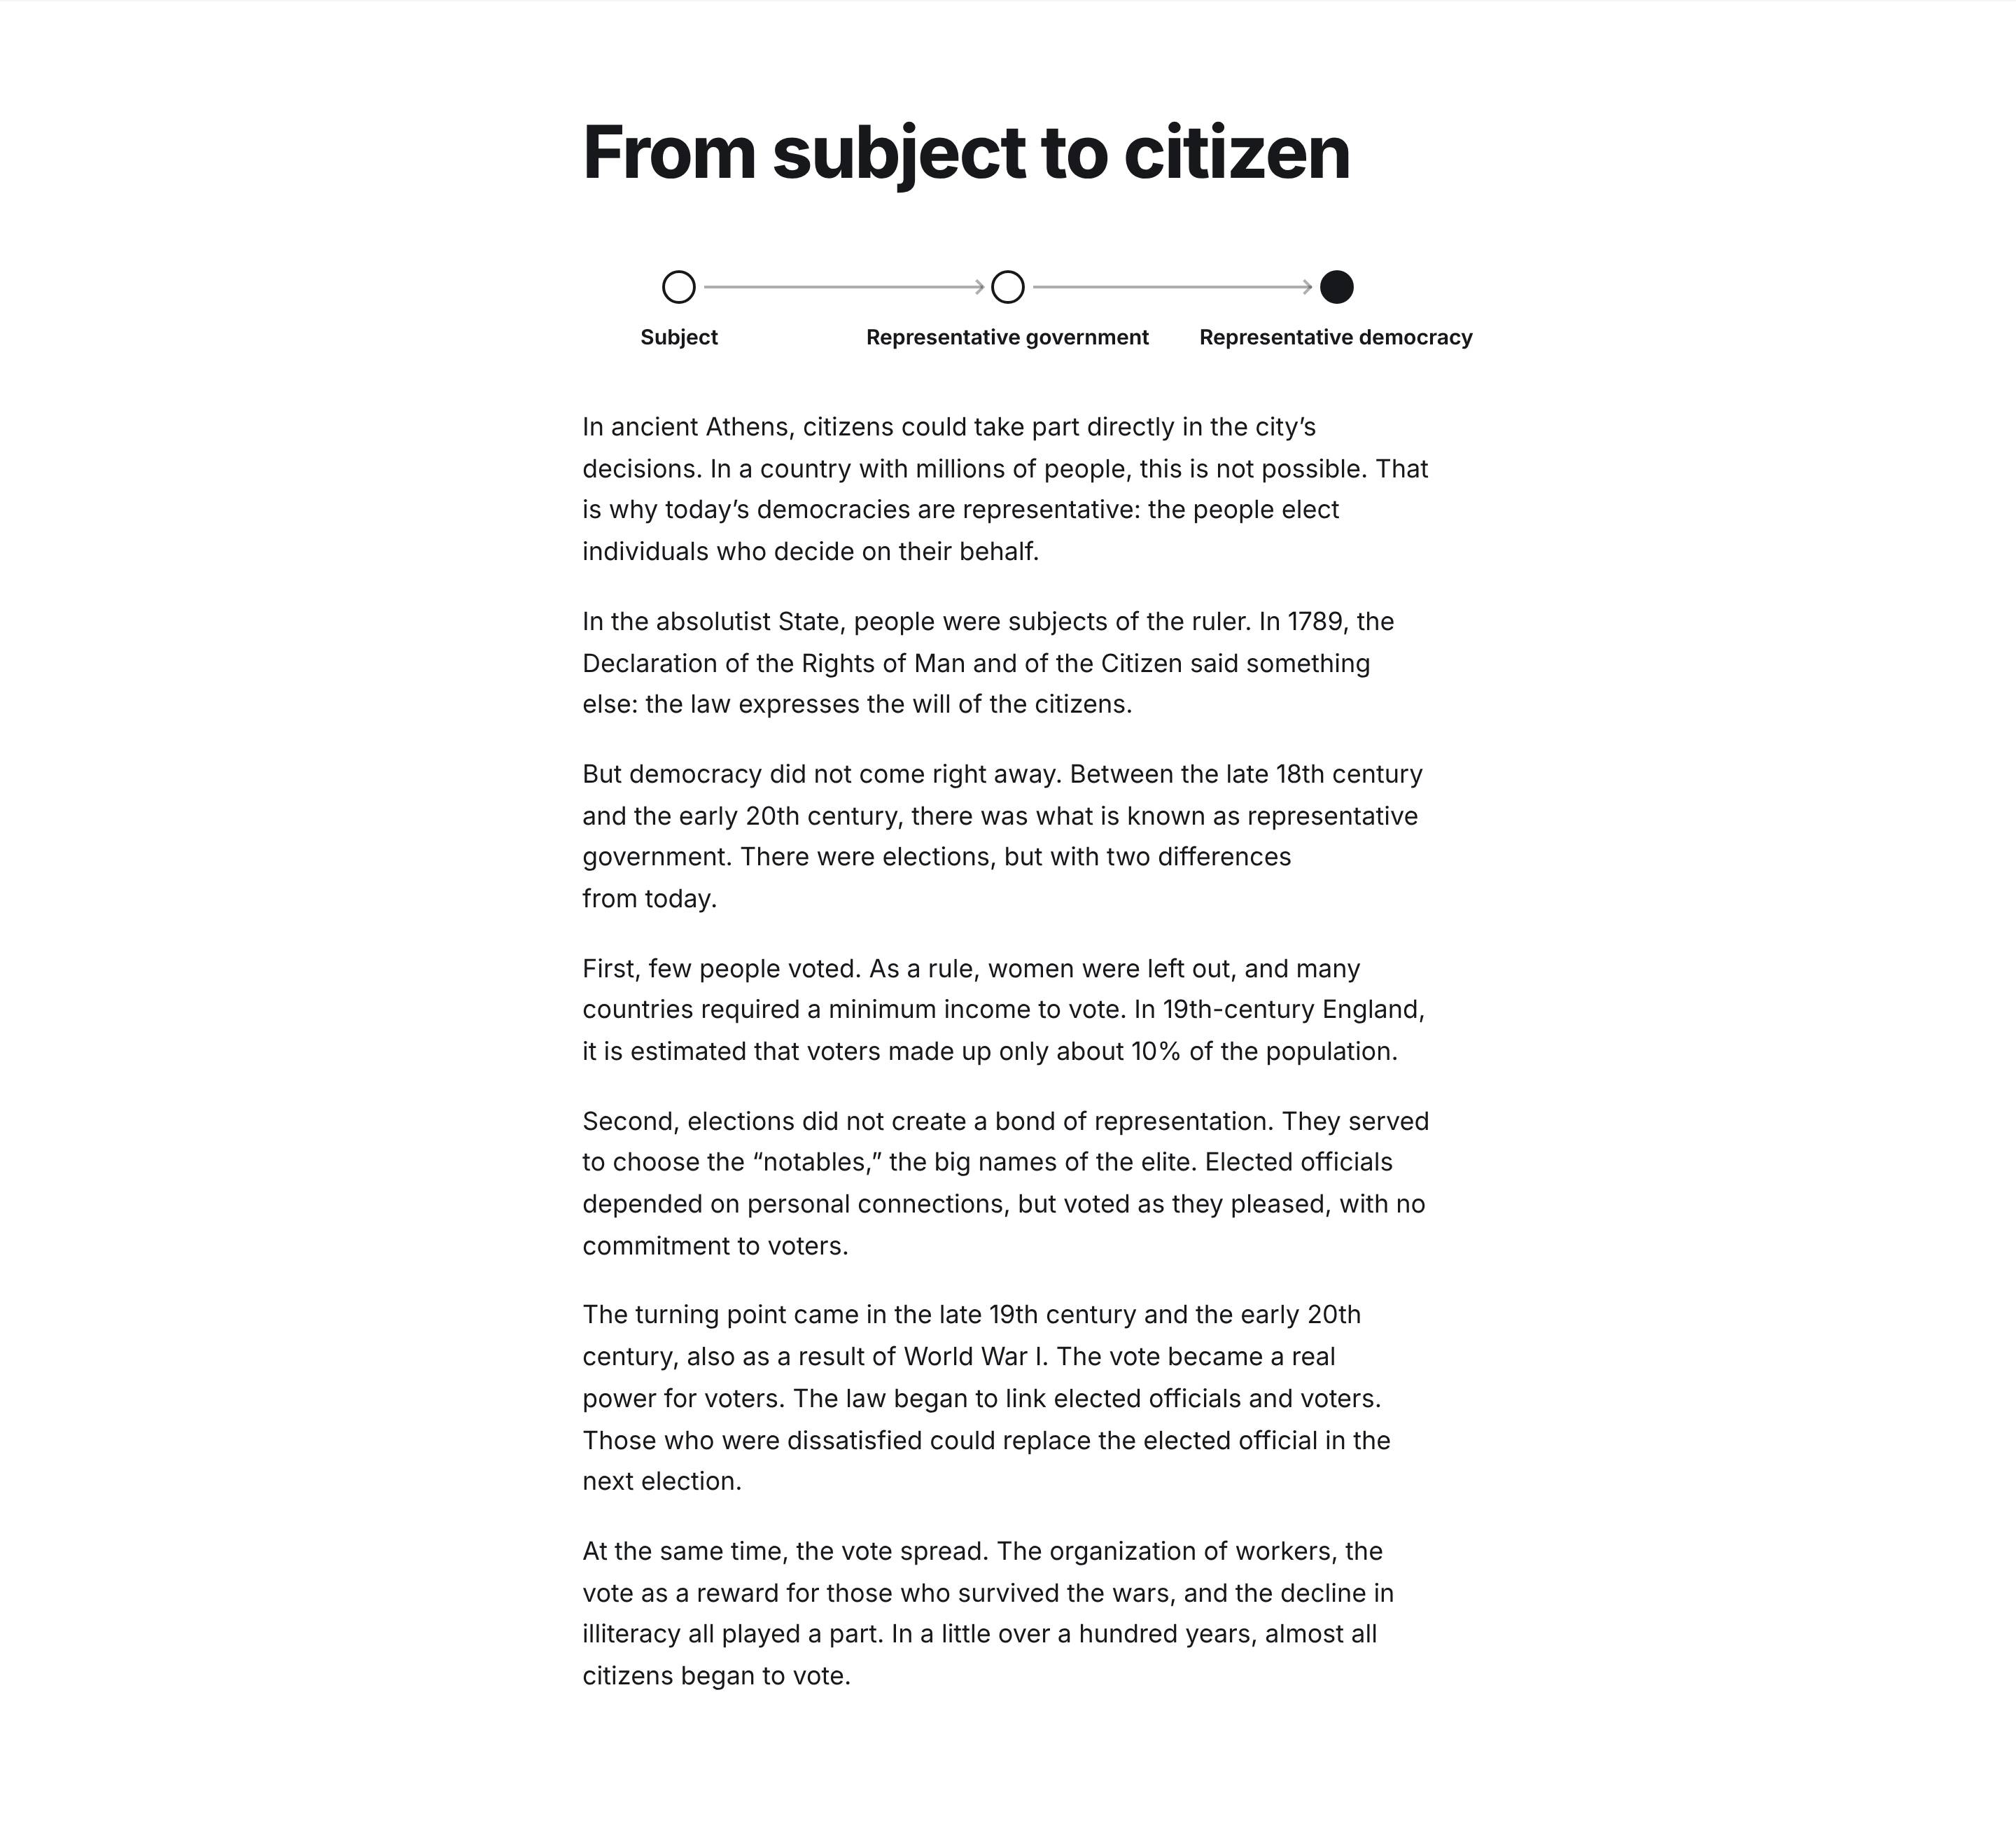 From subject to citizen
Subject
Representative government
Representative democracy
In ancient Athens, citizens could take part directly in the city’s
decisions. In a country with millions of people, this is not possible. That
is why today’s democracies are representative: the people elect
individuals who decide on their behalf.
In the absolutist State, people were subjects of the ruler. In 1789, the
Declaration of the Rights of Man and of the Citizen said something
else: the law expresses the will of the citizens.
But democracy did not come right away. Between the late 18th century
and the early 20th century, there was what is known as representative
government. There were elections, but with two differences
from today.
First, few people voted. As a rule, women were left out, and many
countries required a minimum income to vote. In 19th-century England,
it is estimated that voters made up only about 10% of the population.
Second, elections did not create a bond of representation. They served
to choose the “notables,” the big names of the elite. Elected officials
depended on personal connections, but voted as they pleased, with no
commitment to voters.
The turning point came in the late 19th century and the early 20th
century, also as a result of World War I. The vote became a real
power for voters. The law began to link elected officials and voters.
Those who were dissatisfied could replace the elected official in the
next election.
At the same time, the vote spread. The organization of workers, the
vote as a reward for those who survived the wars, and the decline in
illiteracy all played a part. In a little over a hundred years, almost all
citizens began to vote.